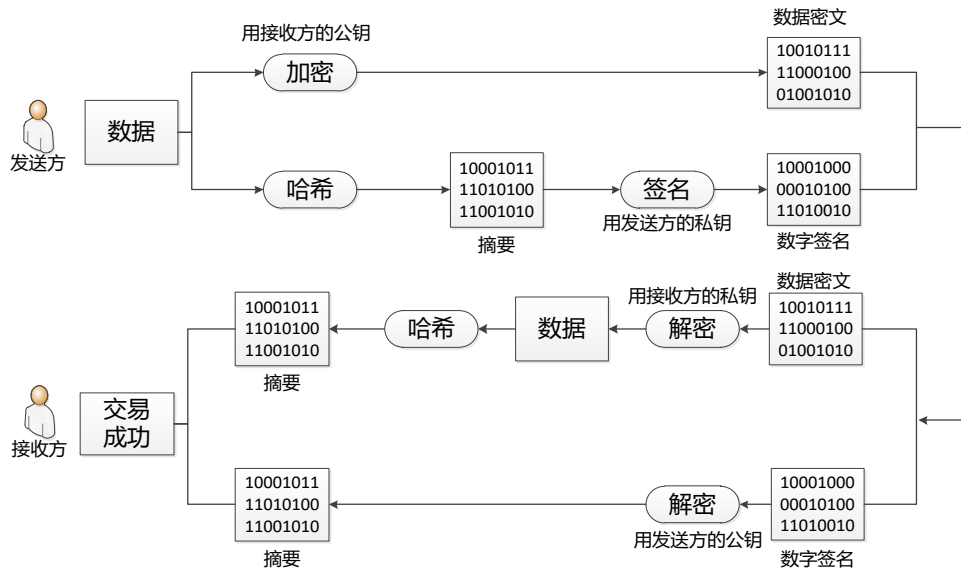 用接收方的公钥
加密
数据密文
10010111
11000100
01001010
发送方
数据
哈希
10001011
11010100
11001010
摘要
签名
用发送方的私钥
10001000
00010100
11010010
数字签名
10001011
11010100
11001010
摘要
哈希
数据
用接收方的私钥
解密
数据密文
10010111
11000100
01001010
接收方
交易
成功
10001011
11010100
11001010
摘要
解密
用发送方的公钥
10001000
00010100
11010010
数字签名